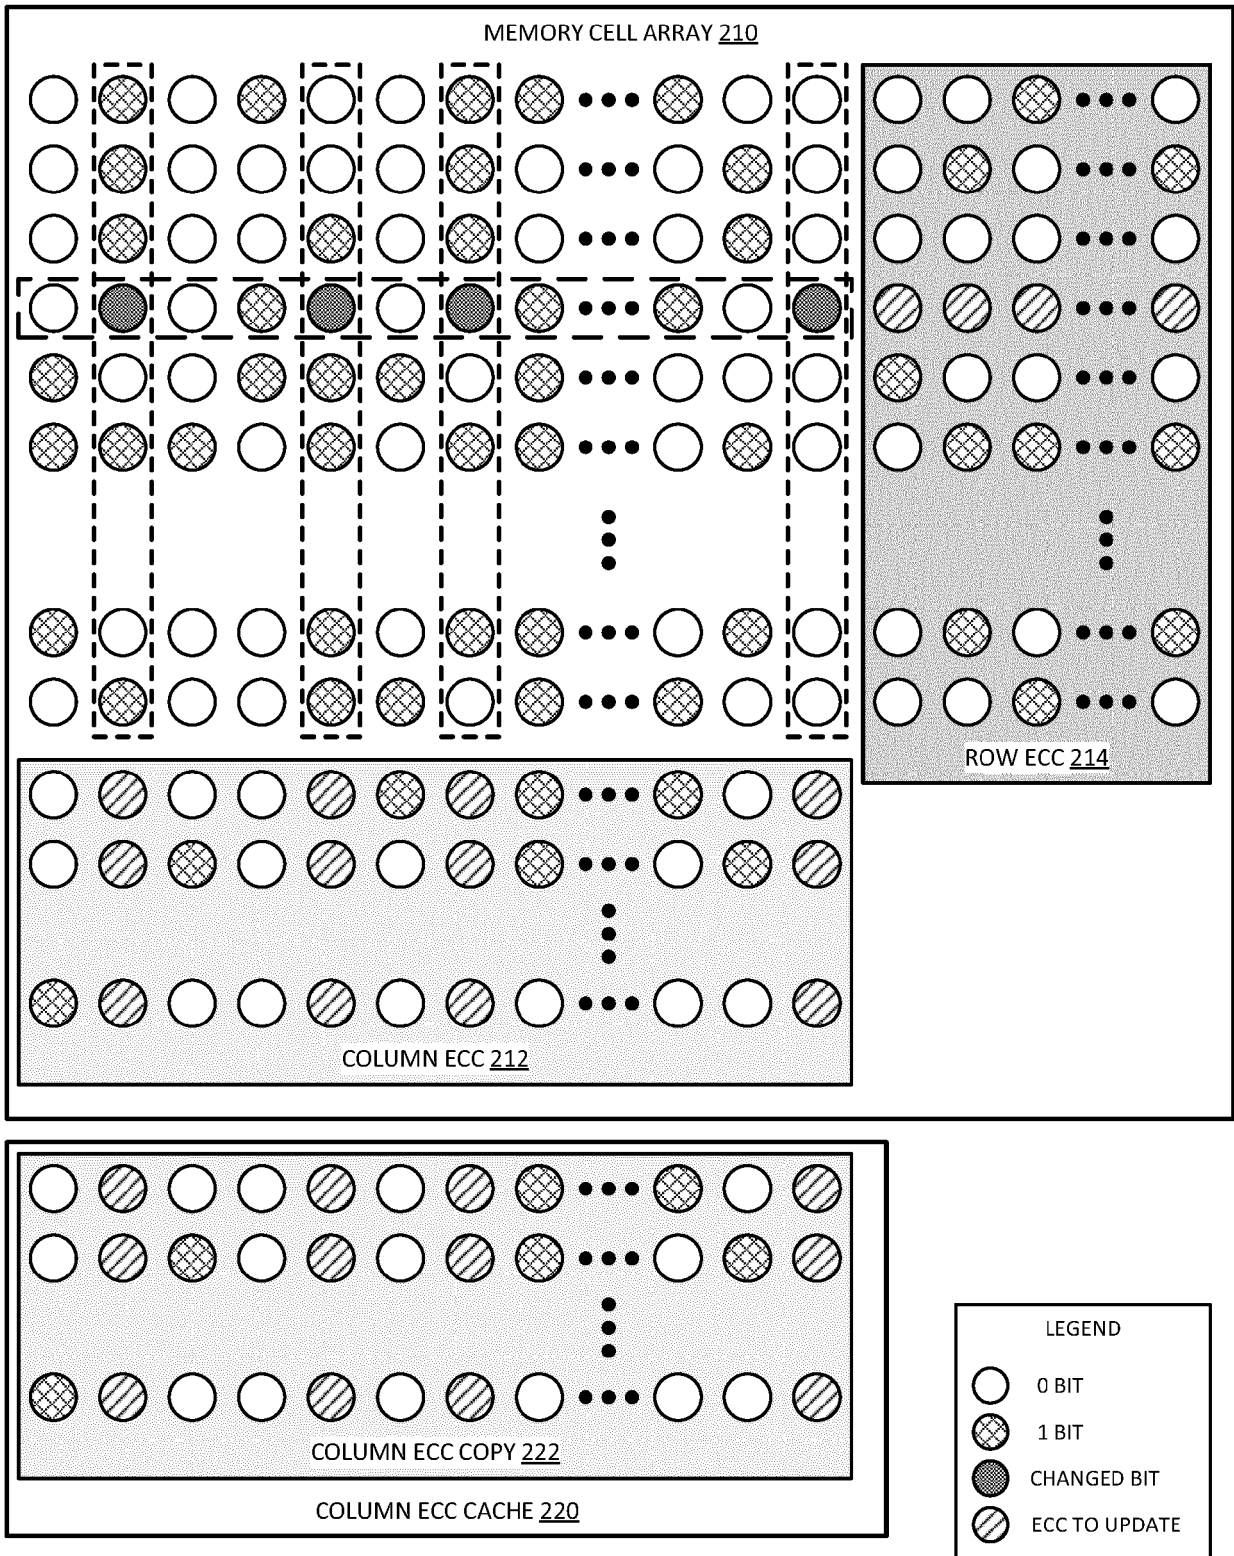 MEMORY CELL ARRAY 210
ROW ECC 214
COLUMN ECC 212
COLUMN ECC COPY 222
COLUMN ECC CACHE 220
LEGEND
0 BIT
1 BIT
CHANGED BIT
ECC TO UPDATE